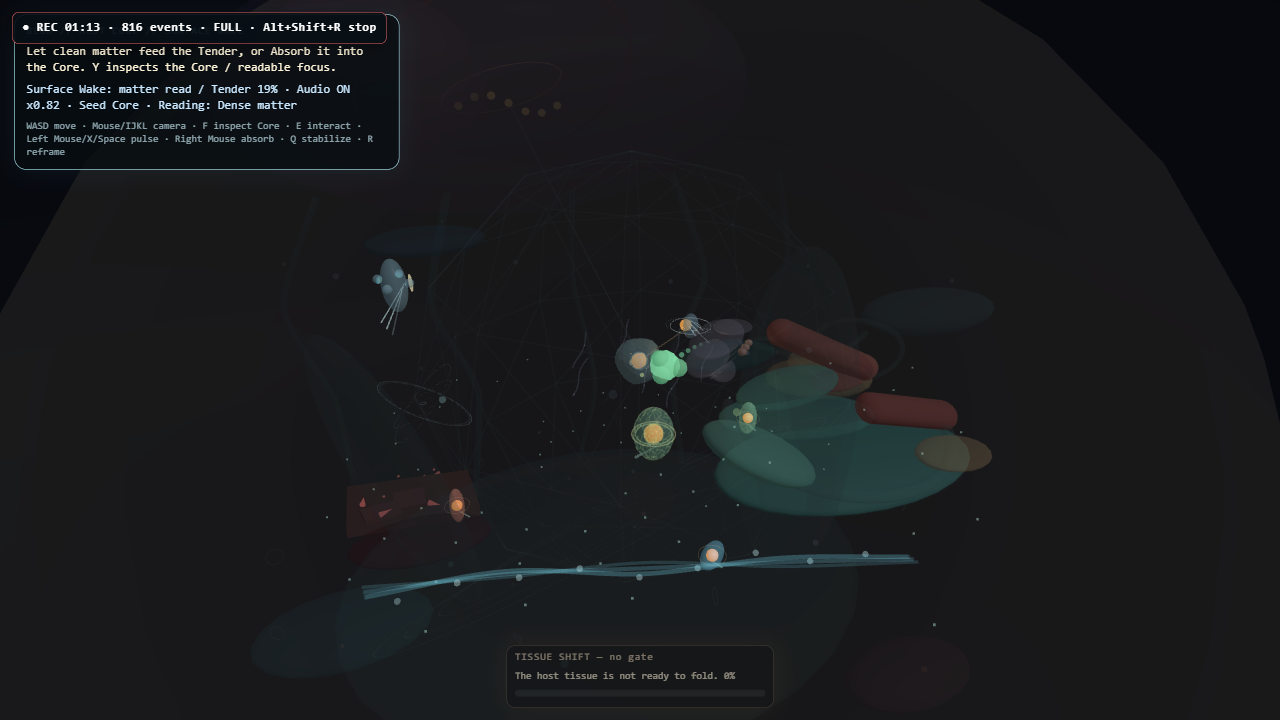 ● REC 01:13 · 816 events · FULL · Alt+Shift+R stop
Let clean matter feed the Tender, or Absorb it into
the Core. Y inspects the Core / readable focus.
Surface Wake: matter read / Tender 19% · Audio ON
x0.82 · Seed Core · Reading: Dense matter
WASD move · Mouse/IJKL camera · F inspect Core · E interact ·
Left Mouse/X/Space pulse · Right Mouse absorb · Q stabilize · R
reframe
TISSUE SHIFT — no gate
The host tissue is not ready to fold. 0%